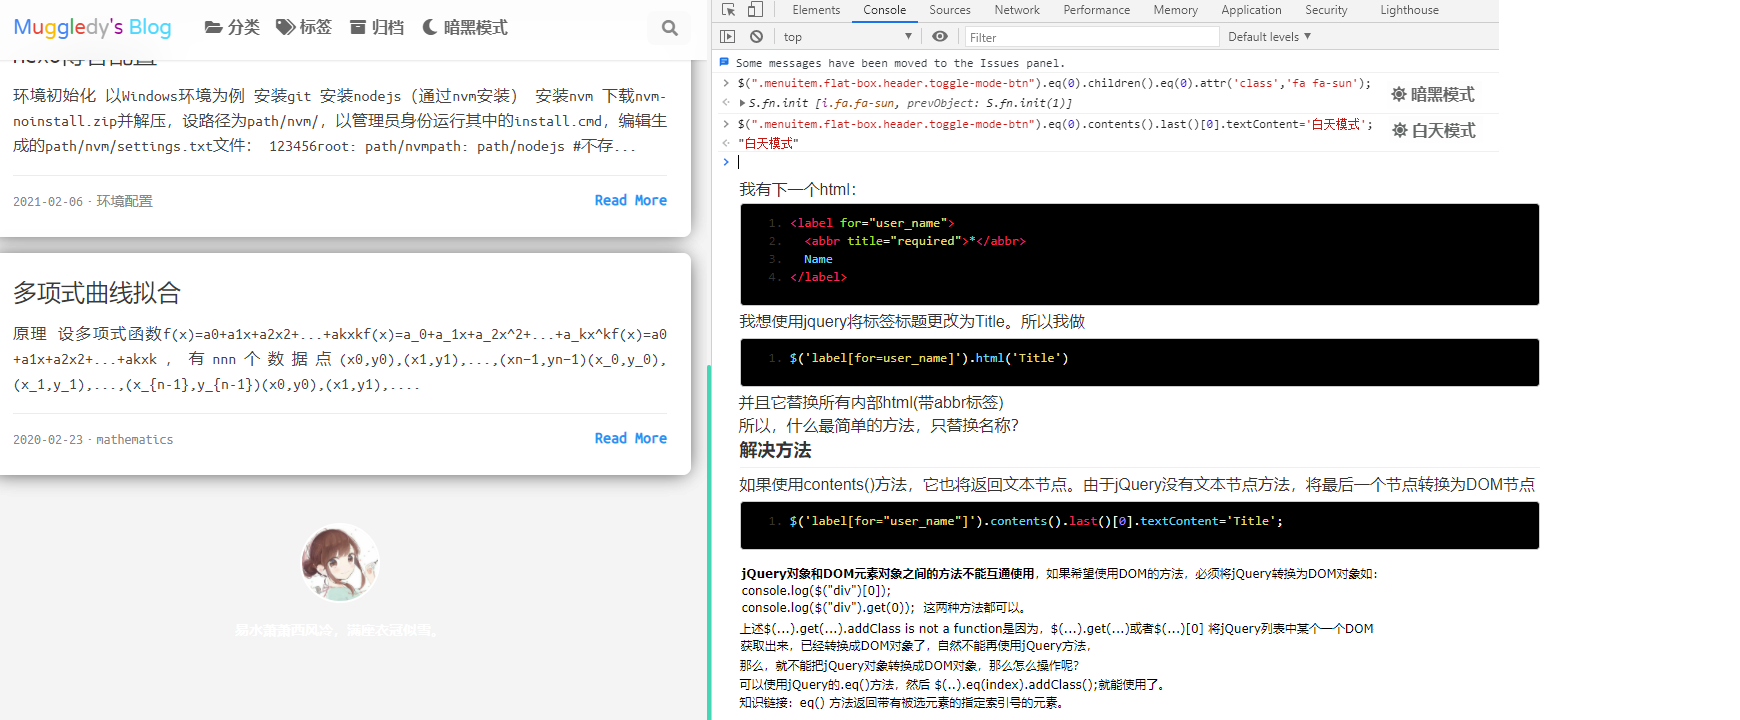 Muggledy's Blog 分类 标签 归档 暗黑模式
环境初始化 以Windows环境为例 安装git 安装nodejs（通过nvm安装） 安装nvm 下载nvm-
noinstall.zip并解压，设路径为path/nvm/，以管理员身份运行其中的install.cmd，编辑生
成的path/nvm/settings.txt文件： 123456root: path/nvmpath: path/nodejs #不存...
2021-02-06 · 环境配置 Read More
多项式曲线拟合
原理 设多项式函数f(x)=a0+a1x+a2x2+...+akxkf(x)=a_0+a_1x+a_2x^2+...+a_kx^kf(x)=a0
+a1x+a2x2+...+akxk，有nnn个数据点(x0,y0),(x1,y1),...,(xn−1,yn−1)(x_0,y_0),
(x_1,y_1),...,(x_{n-1},y_{n-1})(x0,y0),(x1,y1),....
2020-02-23 · mathematics Read More
易水萧萧西风冷，满座衣冠似雪。
Elements Console Sources Network Performance Memory Application Security Lighthouse
top Filter Default levels
Some messages have been moved to the Issues panel.
$(".menuitem.flat-box.header.toggle-mode-btn").eq(0).children().eq(0).attr('class','fa fa-sun');
S.fn.init [i.fa.fa-sun, prevObject: S.fn.init(1)]
暗黑模式
$(".menuitem.flat-box.header.toggle-mode-btn").eq(0).contents().last()[0].textContent='白天模式';
白天模式
"白天模式"
我有下一个html：
1. <label for="user_name">
2. <abbr title="required">*</abbr>
3. Name
4. </label>
我想使用jquery将标签标题更改为Title。所以我做
1. $('label[for=user_name]').html('Title')
并且它替换所有内部html(带abbr标签)
所以，什么最简单的方法，只替换名称？
解决方法
如果使用contents()方法，它也将返回文本节点。由于jQuery没有文本节点方法，将最后一个节点转换为DOM节点
1. $('label[for="user_name"]').contents().last()[0].textContent='Title';
jQuery对象和DOM元素对象之间的方法不能互通使用，如果希望使用DOM的方法，必须将jQuery转换为DOM对象如：
console.log($("div")[0]);
console.log($("div").get(0)); 这两种方法都可以。
上述$(...).get(...).addClass is not a function是因为，$(...).get(...)或者$(...)[0] 将jQuery列表中某个一个DOM
获取出来，已经转换成DOM对象了，自然不能再使用jQuery方法，
那么，就不能把jQuery对象转换成DOM对象，那么怎么操作呢？
可以使用jQuery的.eq()方法，然后 $(..).eq(index).addClass();就能使用了。
知识链接：eq() 方法返回带有被选元素的指定索引号的元素。